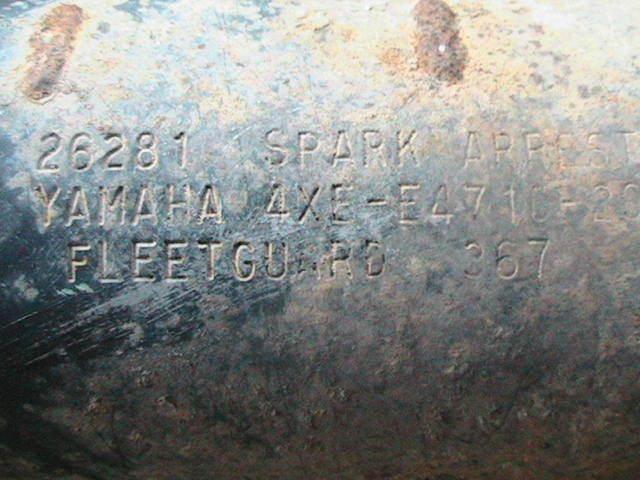 26281 SPARK ARREST
YAMAHA 4XE-E4710-20
FLEETGUARD 367